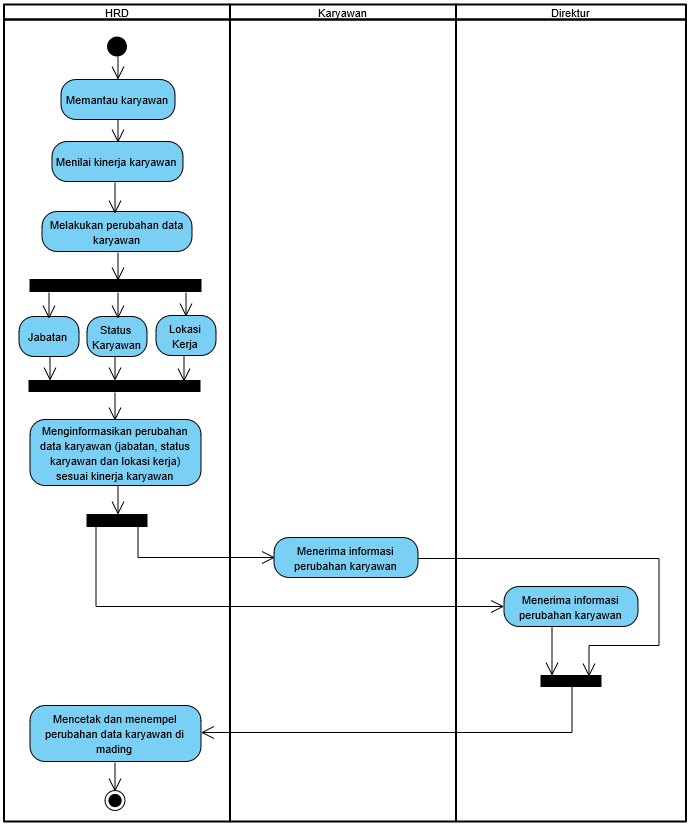 HRD
Karyawan
Direktur
Memantau karyawan
Menilai kinerja karyawan
Melakukan perubahan data
karyawan
Jabatan
Status
Karyawan
Lokasi
Kerja
Menginformasikan perubahan
data karyawan (jabatan, status
karyawan dan lokasi kerja)
sesuai kinerja karyawan
Menerima informasi
perubahan karyawan
Menerima informasi
perubahan karyawan
Mencetak dan menempel
perubahan data karyawan di
mading